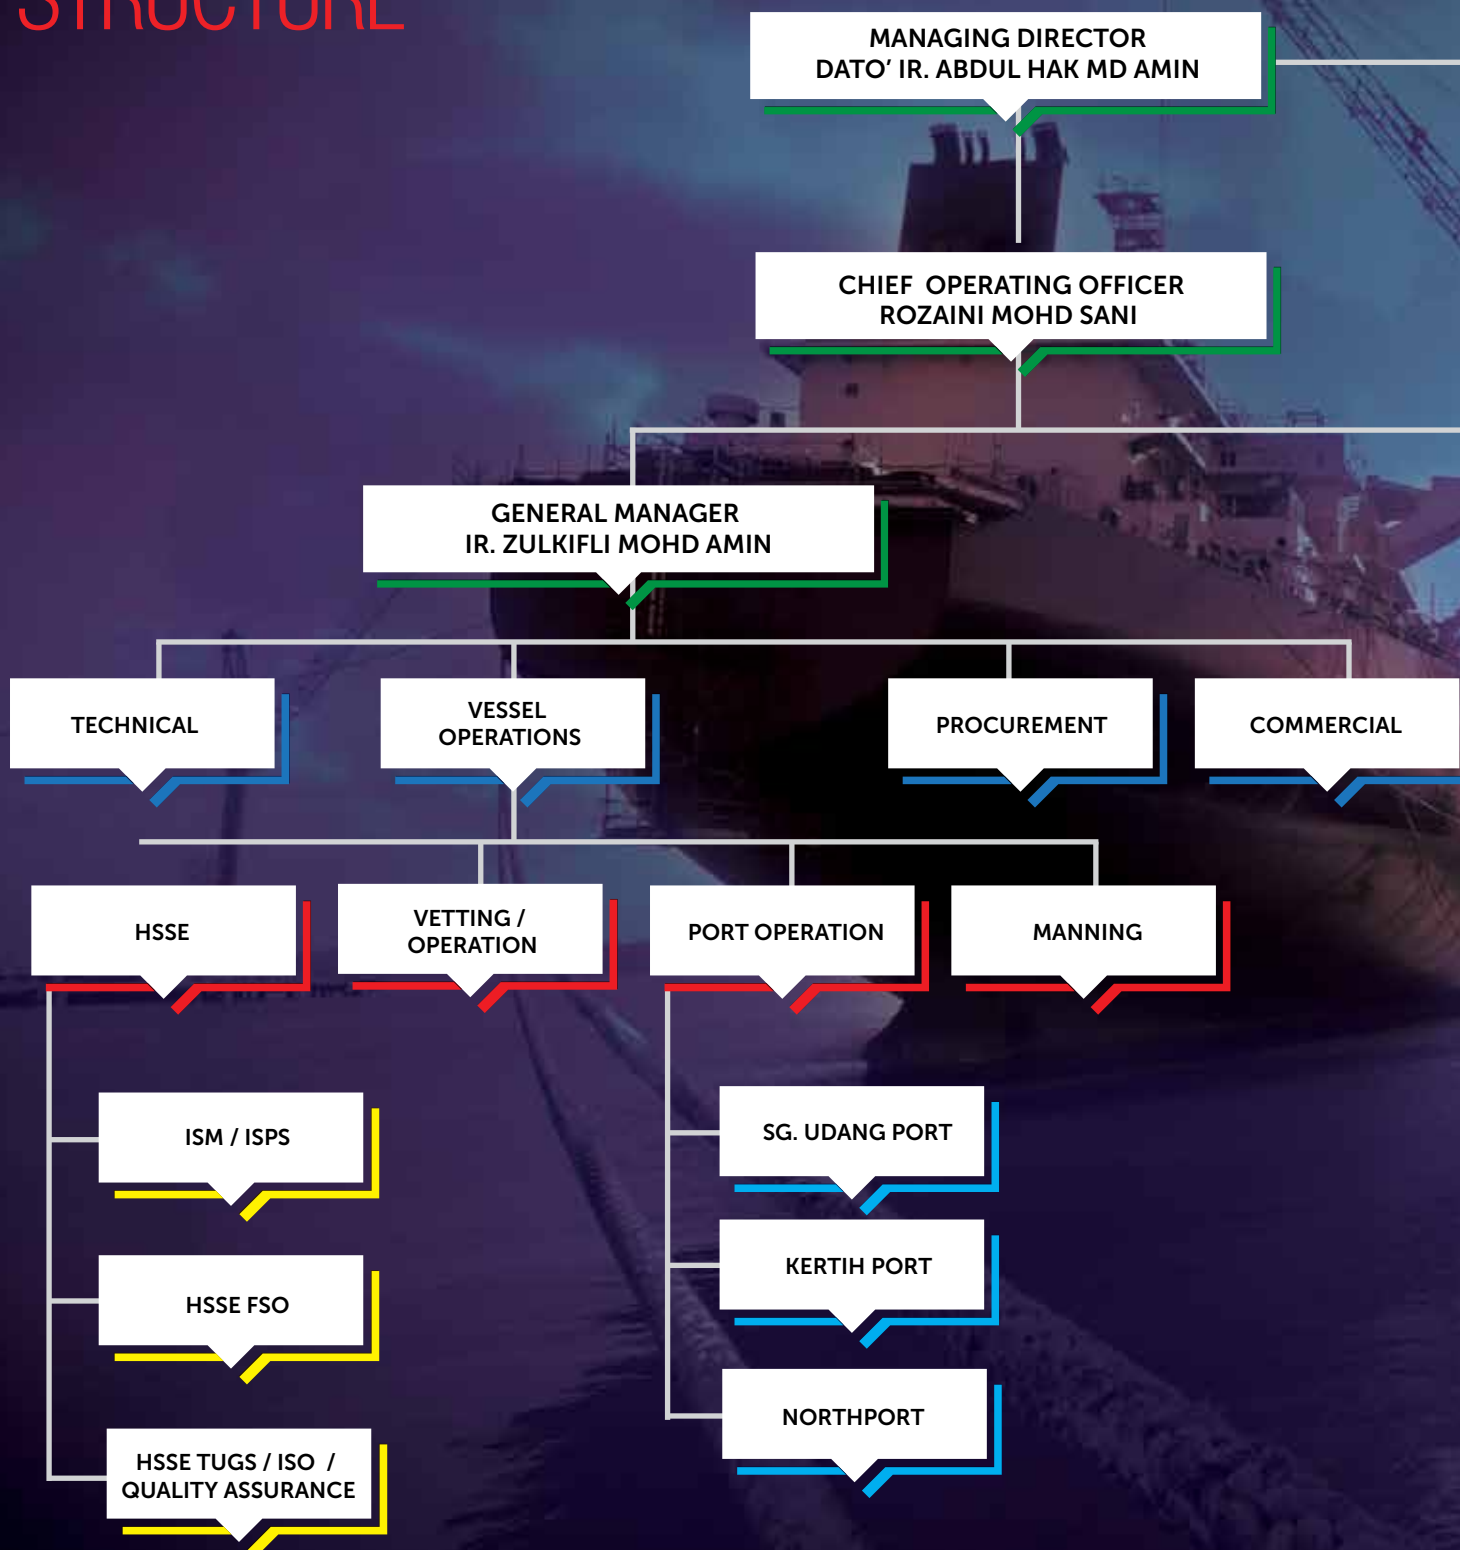 STRUCTURE
MANAGING DIRECTOR
DATO’ IR. ABDUL HAK MD AMIN
CHIEF OPERATING OFFICER
ROZAINI MOHD SANI
GENERAL MANAGER
IR. ZULKIFLI MOHD AMIN
TECHNICAL
VESSEL
OPERATIONS
PROCUREMENT
COMMERCIAL
HSSE
VETTING /
OPERATION
PORT OPERATION
MANNING
ISM / ISPS
HSSE FSO
HSSE TUGS / ISO /
QUALITY ASSURANCE
SG. UDANG PORT
KERTIH PORT
NORTHPORT